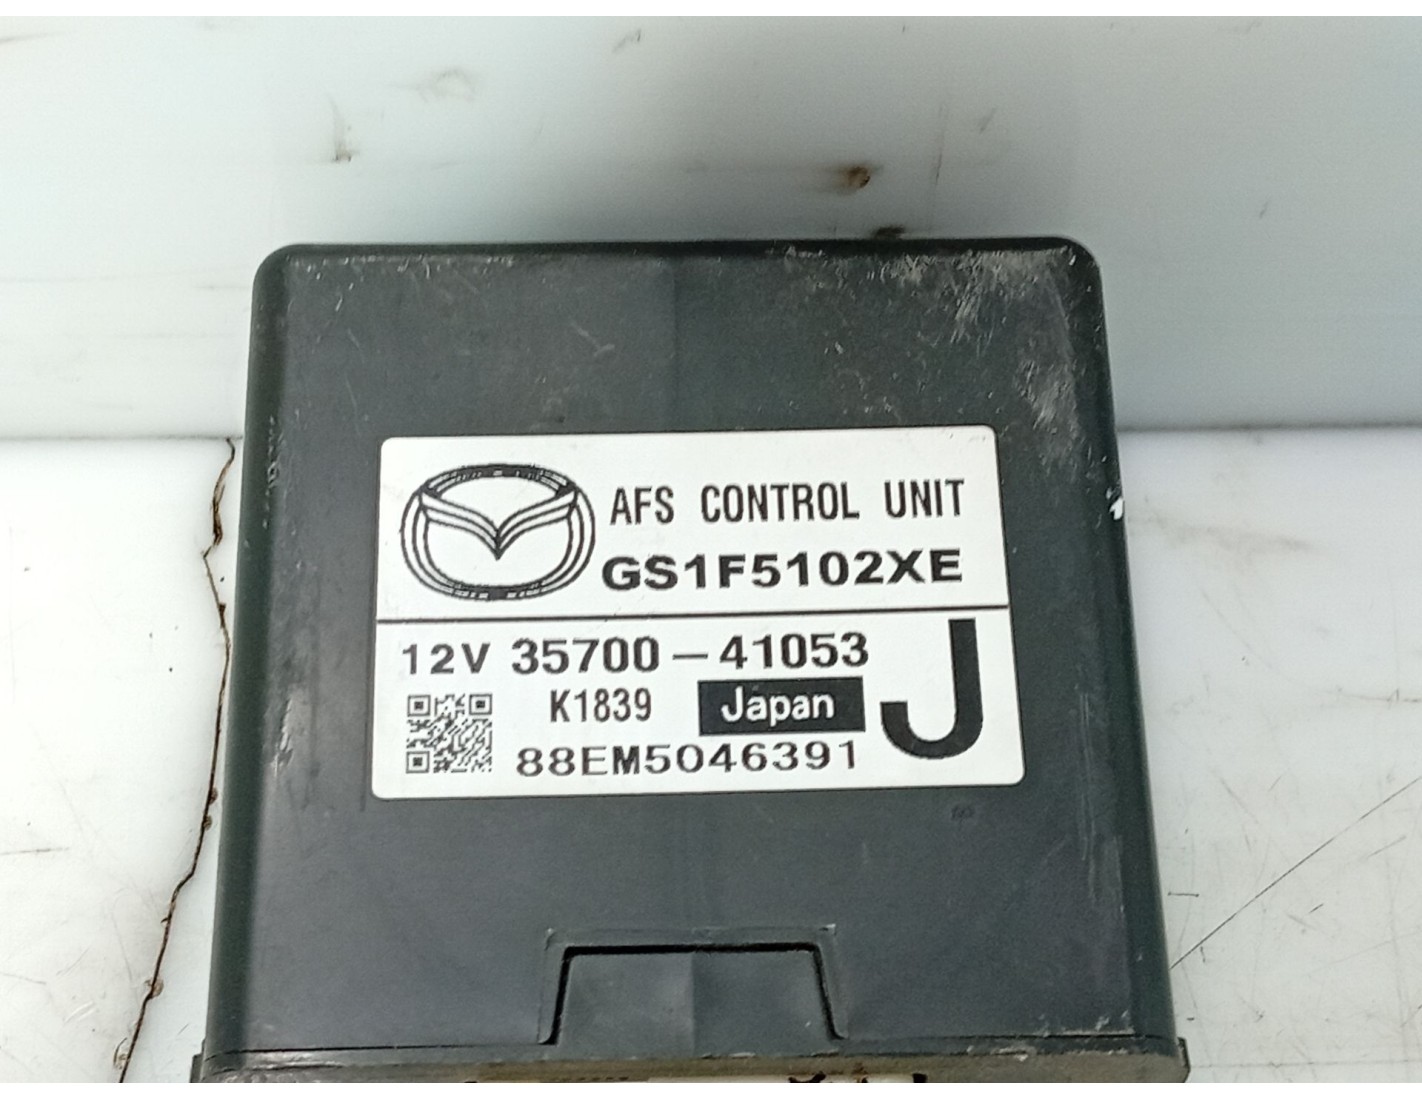 AFS CONTROL UNIT
GS1F5102XE
12V 35700-41053
J
K1839 Japan
88EM5046391